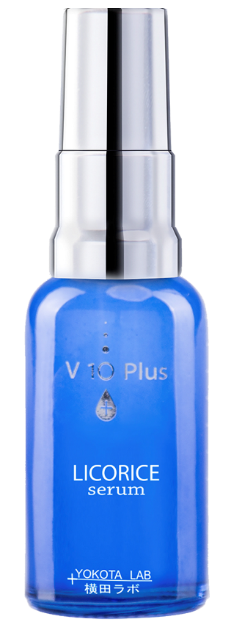 V 10 Plus
LICORICE
serum
+YOKOTA LAB
横田ラボ